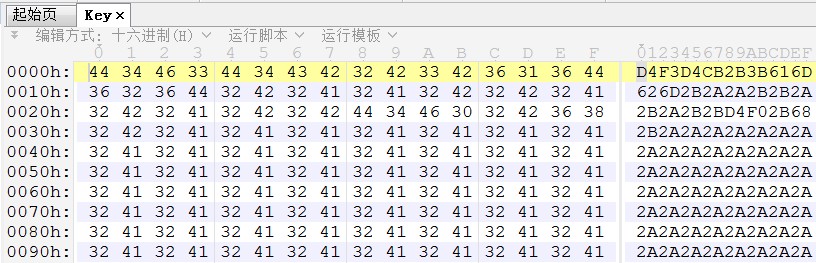 起始页 Key×
编辑方式: 十六进制(H) 运行脚本 运行模板
0 1 2 3 4 5 6 7 8 9 A B C D E F 0123456789ABCDEF
0000h: 44 34 46 33 44 34 43 42 32 42 33 42 36 31 36 44 D4F3D4CB2B3B616D
0010h: 36 32 36 44 32 42 32 41 32 41 32 42 32 42 32 41 626D2B2A2A2B2B2A
0020h: 32 42 32 41 32 42 32 42 44 34 46 30 32 42 36 38 2B2A2B2BD4F02B68
0030h: 32 42 32 41 32 41 32 41 32 41 32 41 32 41 32 41 2B2A2A2A2A2A2A2A
0040h: 32 41 32 41 32 41 32 41 32 41 32 41 32 41 32 41 2A2A2A2A2A2A2A2A
0050h: 32 41 32 41 32 41 32 41 32 41 32 41 32 41 32 41 2A2A2A2A2A2A2A2A
0060h: 32 41 32 41 32 41 32 41 32 41 32 41 32 41 32 41 2A2A2A2A2A2A2A2A
0070h: 32 41 32 41 32 41 32 41 32 41 32 41 32 41 32 41 2A2A2A2A2A2A2A2A
0080h: 32 41 32 41 32 41 32 41 32 41 32 41 32 41 32 41 2A2A2A2A2A2A2A2A
0090h: 32 41 32 41 32 41 32 41 32 41 32 41 32 41 32 41 2A2A2A2A2A2A2A2A